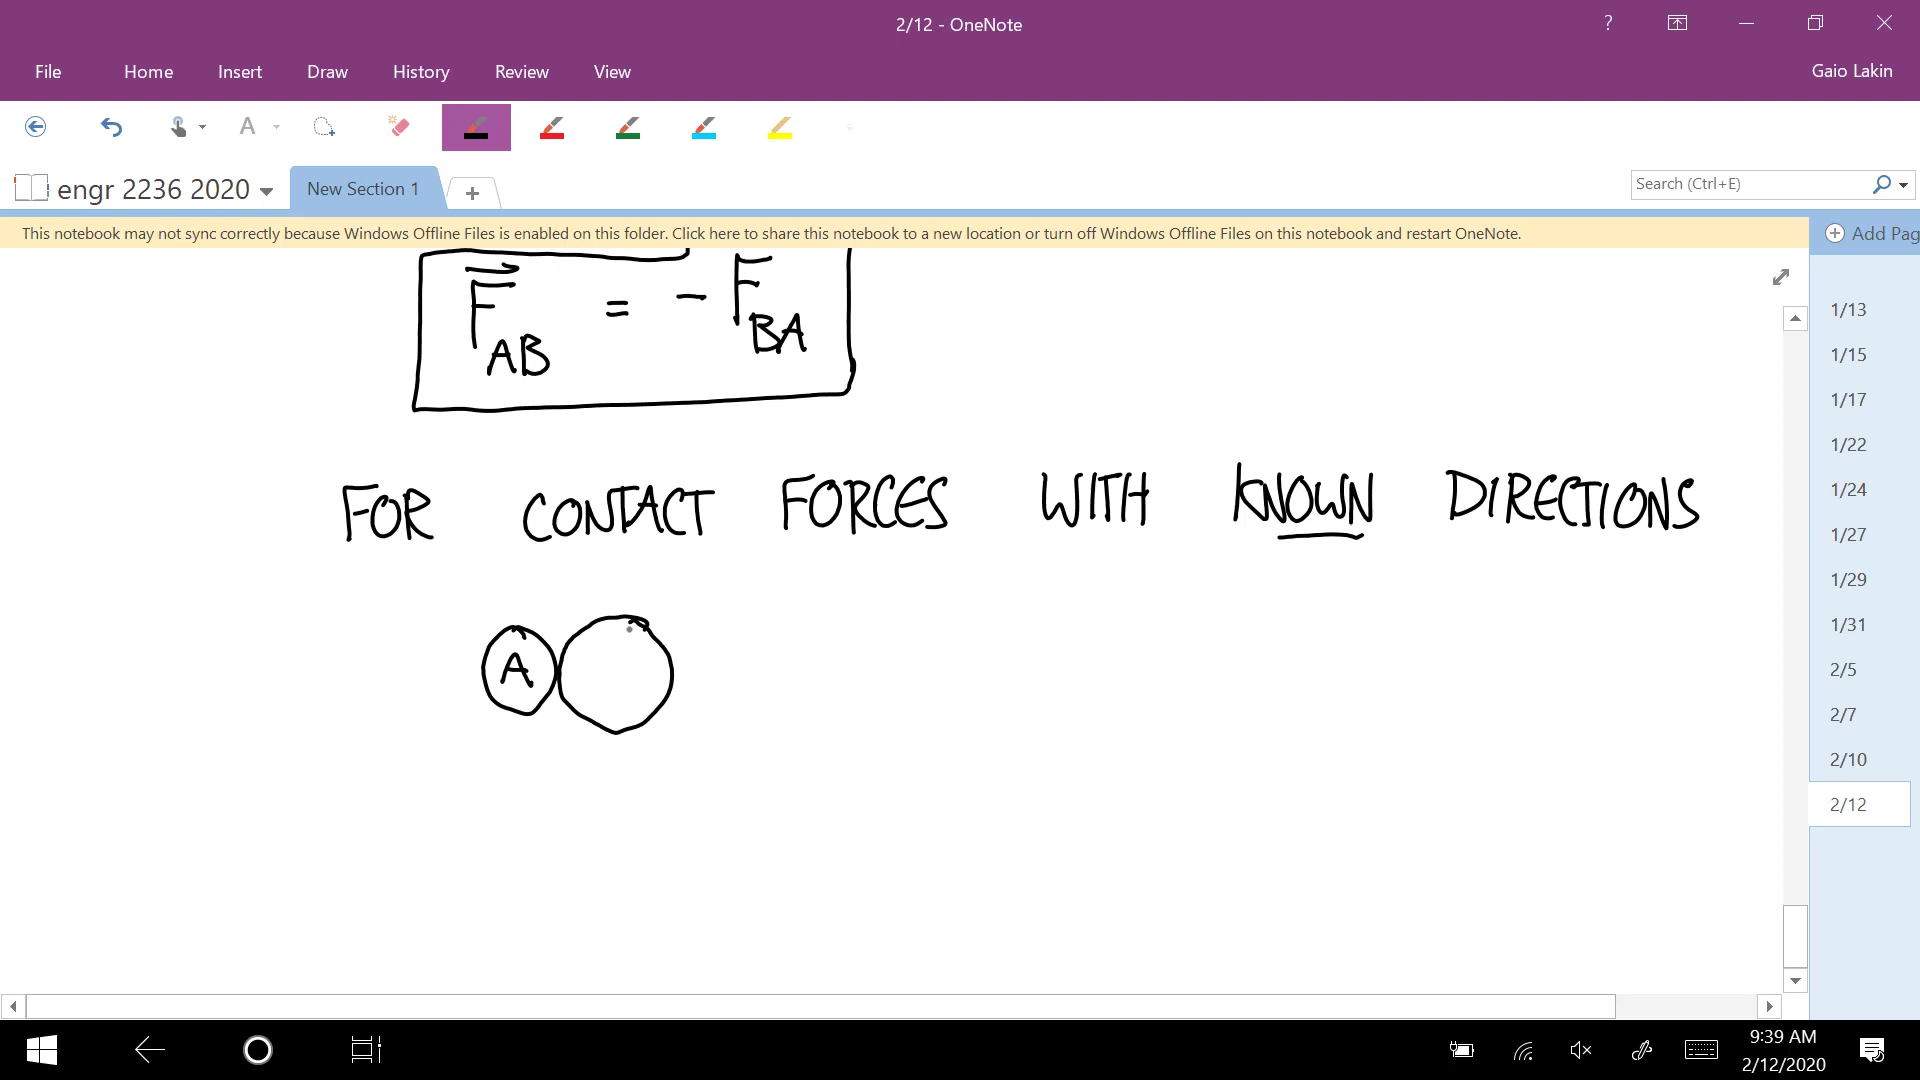 2/12 - OneNote
?
File Home Insert Draw History Review View
Gaio Lakin
A
engr 2236 2020
New Section 1
+
Search (Ctrl+E)
This notebook may not sync correctly because Windows Offline Files is enabled on this folder. Click here to share this notebook to a new location or turn off Windows Offline Files on this notebook and restart OneNote.
Add Pag
F AB = - F BA
FOR CONTACT FORCES WITH KNOWN DIRECTIONS
A
1/13
1/15
1/17
1/22
1/24
1/27
1/29
1/31
2/5
2/7
2/10
2/12
9:39 AM
2/12/2020